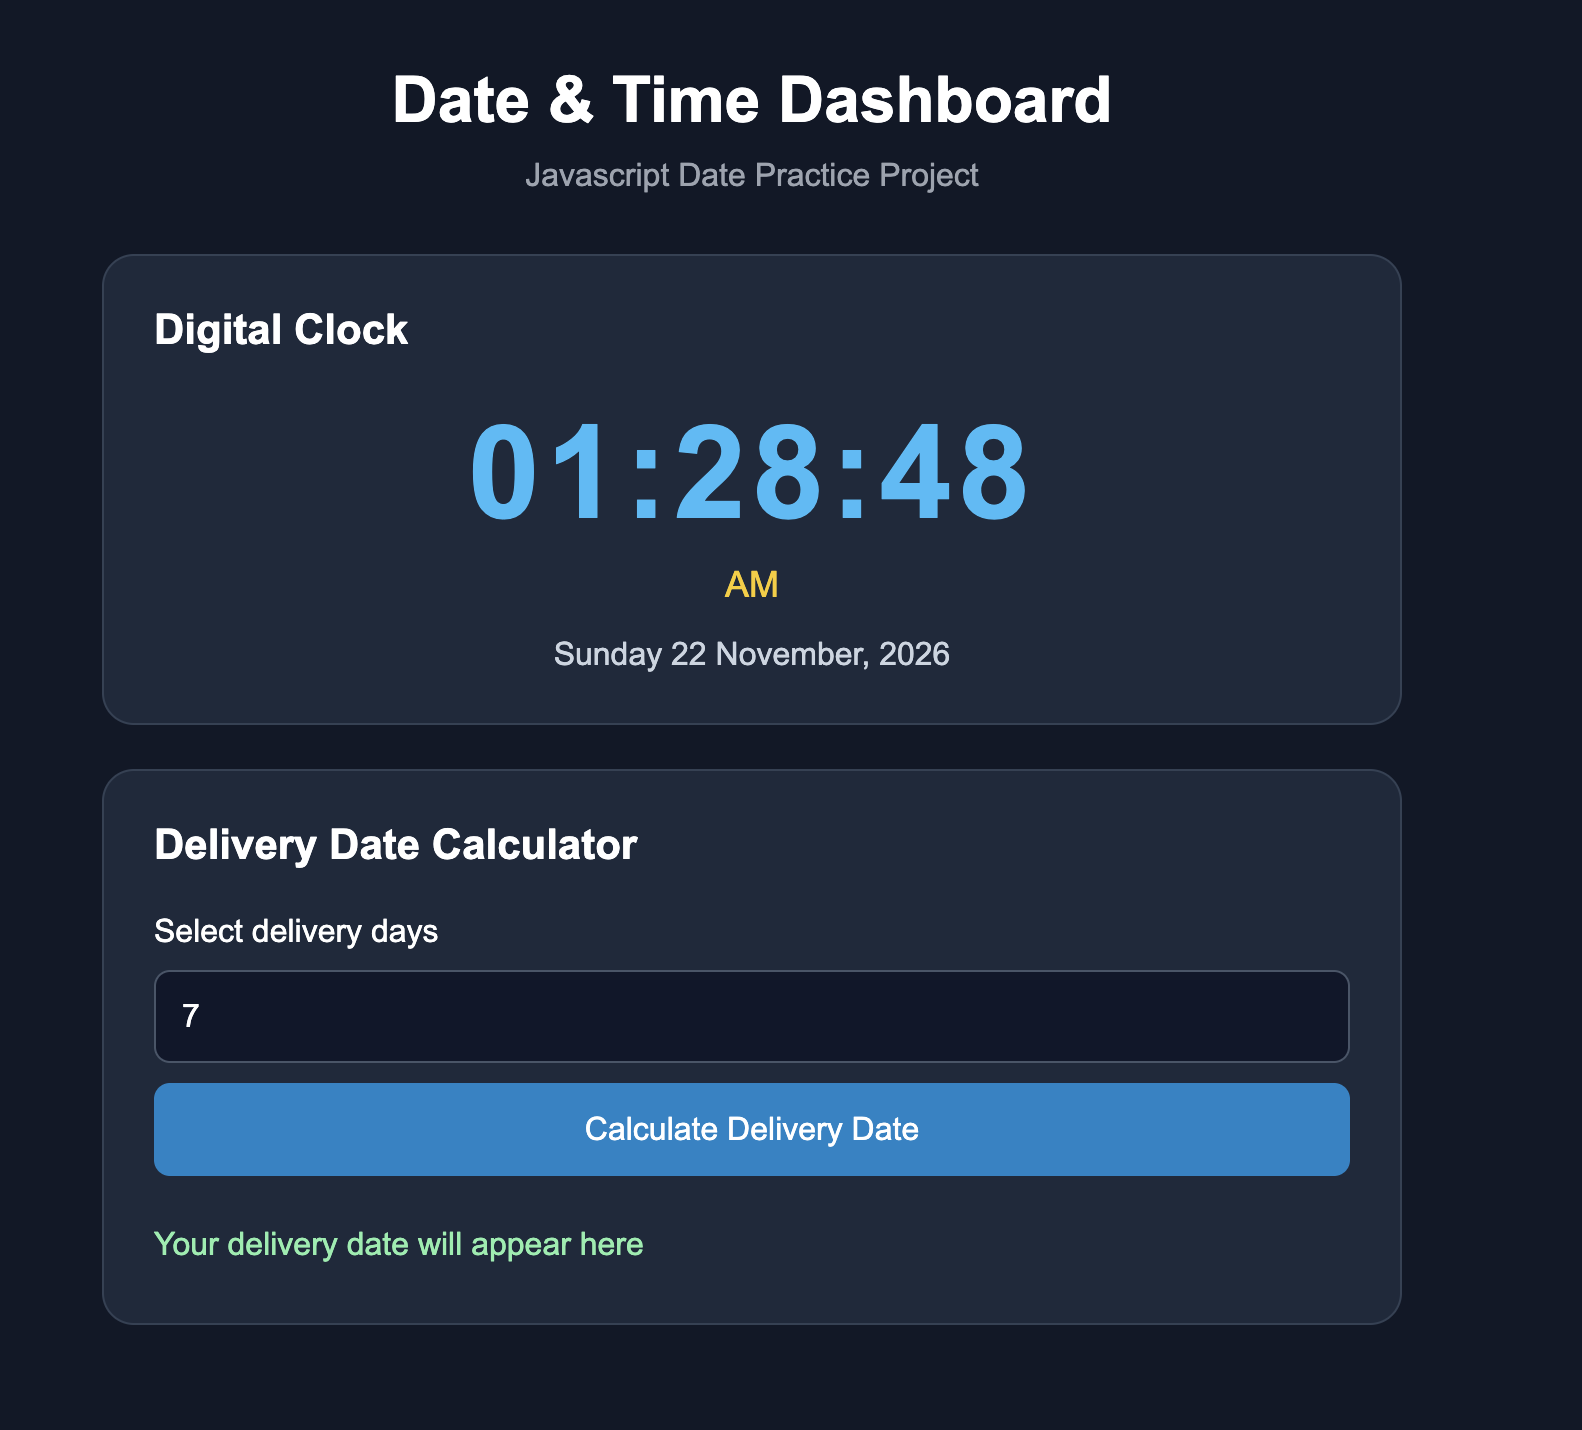 Date & Time Dashboard
Javascript Date Practice Project
Digital Clock
01:28:48
AM
Sunday 22 November, 2026
Delivery Date Calculator
Select delivery days
7
Calculate Delivery Date
Your delivery date will appear here